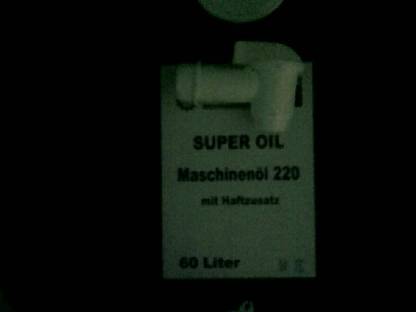 SUPER OIL
Maschinenöl 220
mit Haftzusatz
60 Liter